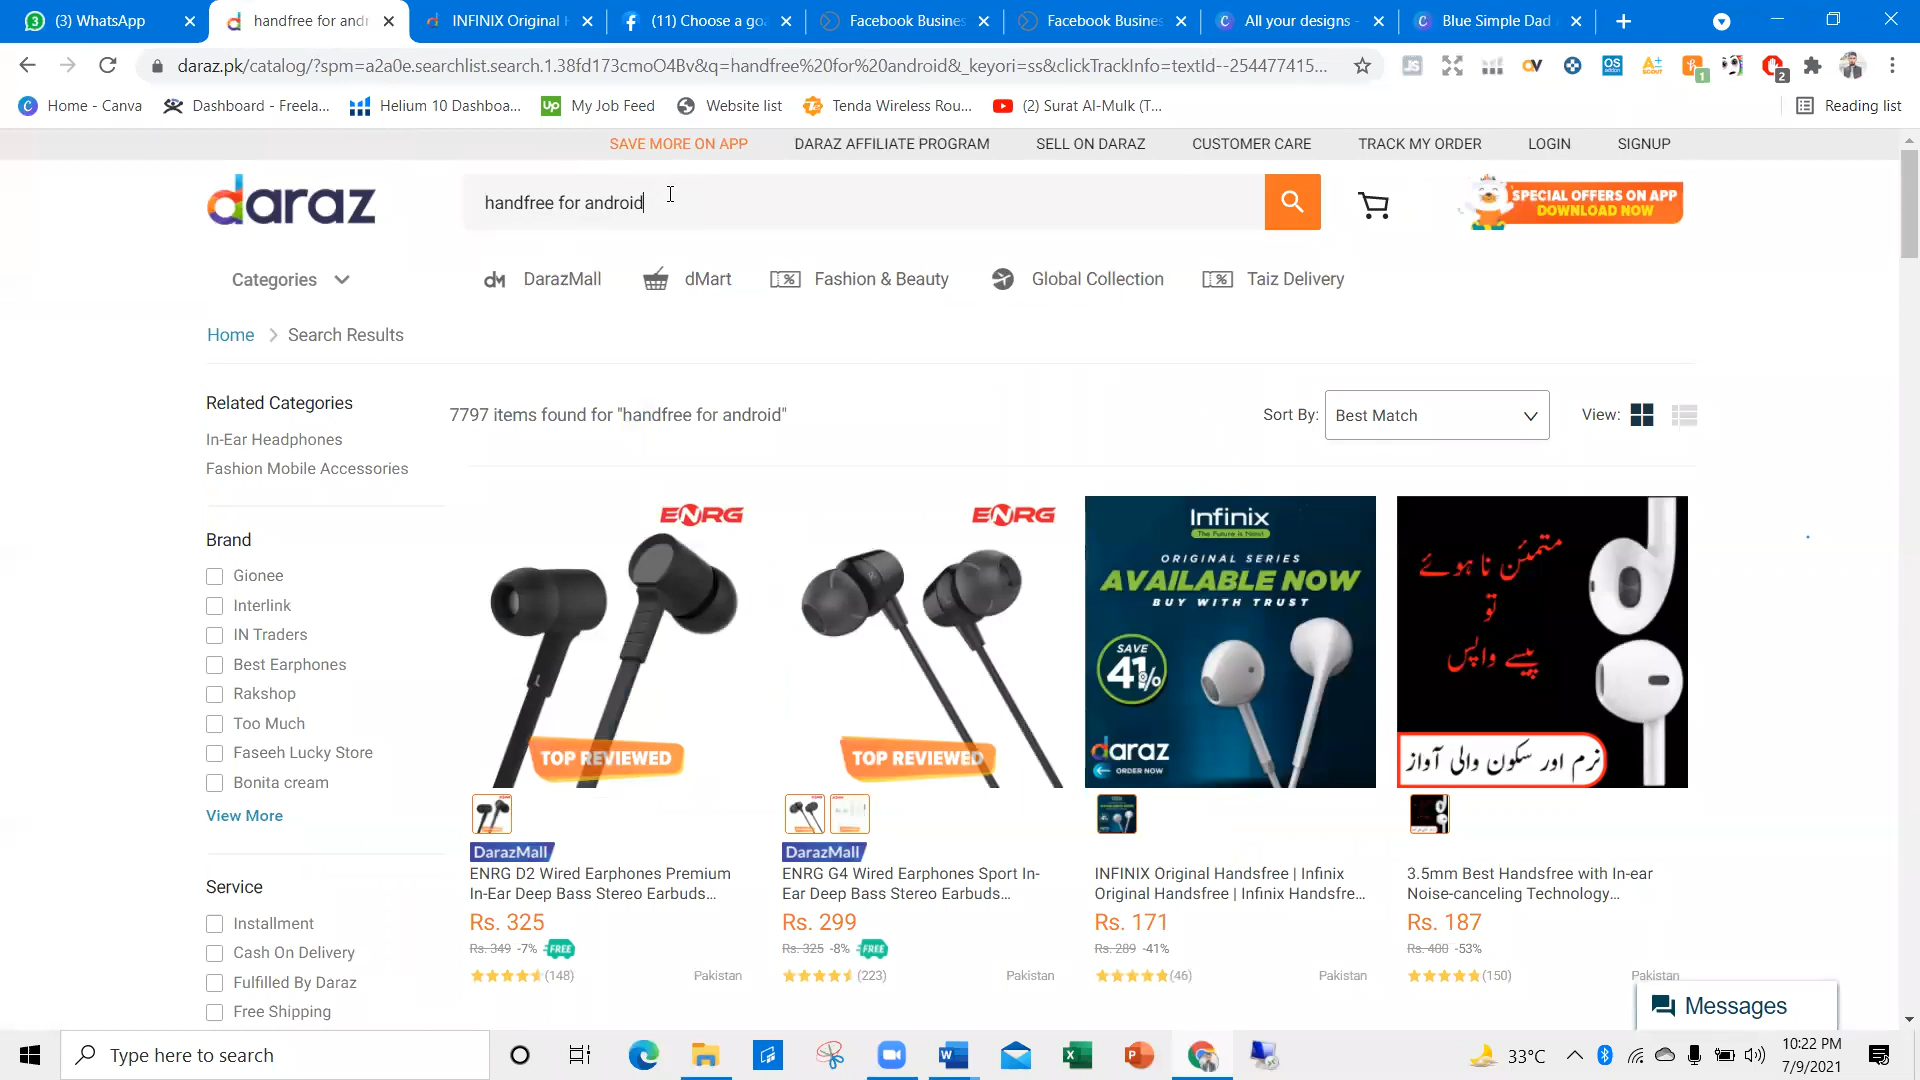 (3) WhatsApp
handfree for andr
INFINIX Original H
(11) Choose a goa
Facebook Busines
Facebook Busines
All your designs -
Blue Simple Dad
daraz.pk/catalog/?spm=a2a0e.searchlist.search.1.38fd173cmoO4Bv&q=handfree%20for%20android&_keyori=ss&clickTrackInfo=textId--254477415...
Home - Canva
Dashboard - Freela...
Helium 10 Dashboa...
Up My Job Feed
Website list
Tenda Wireless Rou...
(2) Surat Al-Mulk (T...
Reading list
SAVE MORE ON APP
DARAZ AFFILIATE PROGRAM
SELL ON DARAZ
CUSTOMER CARE
TRACK MY ORDER
LOGIN
SIGNUP
daraz
handfree for android
SPECIAL OFFERS ON APP
DOWNLOAD NOW
Categories
DarazMall
dMart
Fashion & Beauty
Global Collection
Taiz Delivery
Home
Search Results
Related Categories
In-Ear Headphones
Fashion Mobile Accessories
7797 items found for "handfree for android"
Sort By:
Best Match
View:
Brand
Gionee
Interlink
IN Traders
Best Earphones
Rakshop
Too Much
Faseeh Lucky Store
Bonita cream
View More
Service
Installment
Cash On Delivery
Fulfilled By Daraz
Free Shipping
ENRG
TOP REVIEWED
DarazMall
ENRG D2 Wired Earphones Premium
In-Ear Deep Bass Stereo Earbuds...
Rs. 325
Rs. 349 -7% FREE
(148)
Pakistan
ENRG
TOP REVIEWED
DarazMall
ENRG G4 Wired Earphones Sport In-
Ear Deep Bass Stereo Earbuds...
Rs. 299
Rs. 325 -8% FREE
(223)
Pakistan
Infinix
The Future is Now!
ORIGINAL SERIES
AVAILABLE NOW
BUY WITH TRUST
SAVE
41%
daraz
ORDER NOW
INFINIX Original Handsfree | Infinix
Original Handsfree | Infinix Handsfre...
Rs. 171
Rs. 289 -41%
(46)
Pakistan
متمئن نا ہوئے
تو
پیسے واپس
نرم اور سکون والی آواز
3.5mm Best Handsfree with In-ear
Noise-canceling Technology...
Rs. 187
Rs. 400 -53%
(150)
Pakistan
Messages
Type here to search
33°C
10:22 PM
7/9/2021